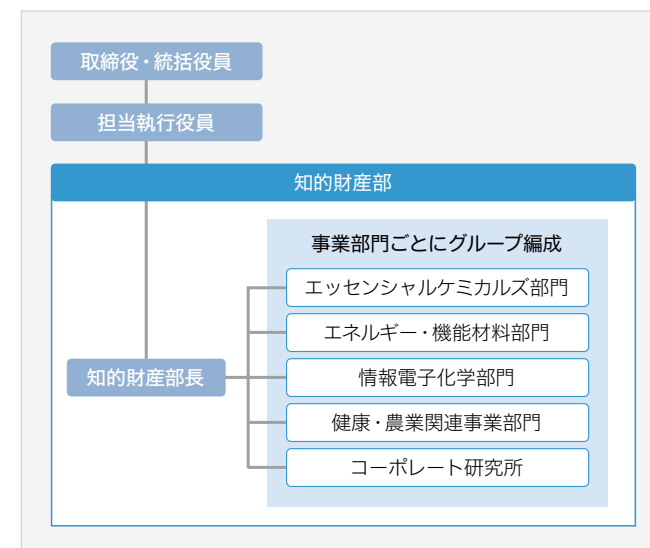 取締役・統括役員
担当執行役員
知的財産部
事業部門ごとにグループ編成
エッセンシャルケミカルズ部門
エネルギー・機能材料部門
知的財産部長
情報電子化学部門
健康・農業関連事業部門
コーポレート研究所